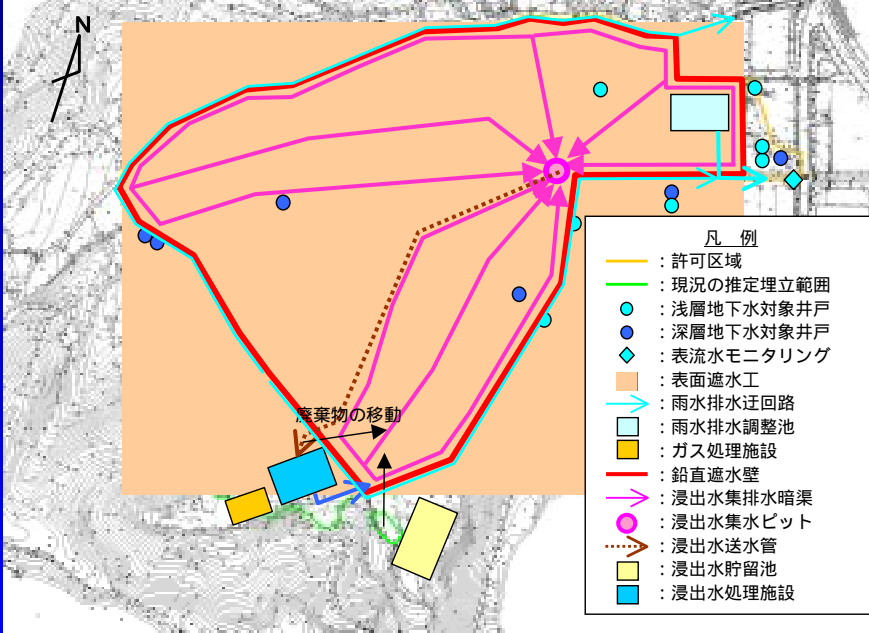 N
廃棄物の移動
凡 例
：許可区域
：現況の推定埋立範囲
：浅層地下水対象井戸
：深層地下水対象井戸
：表流水モニタリング
：表面遮水工
：雨水排水迂回路
：雨水排水調整池
：ガス処理施設
：鉛直遮水壁
：浸出水集排水暗渠
：浸出水集水ピット
：浸出水送水管
：浸出水貯留池
：浸出水処理施設